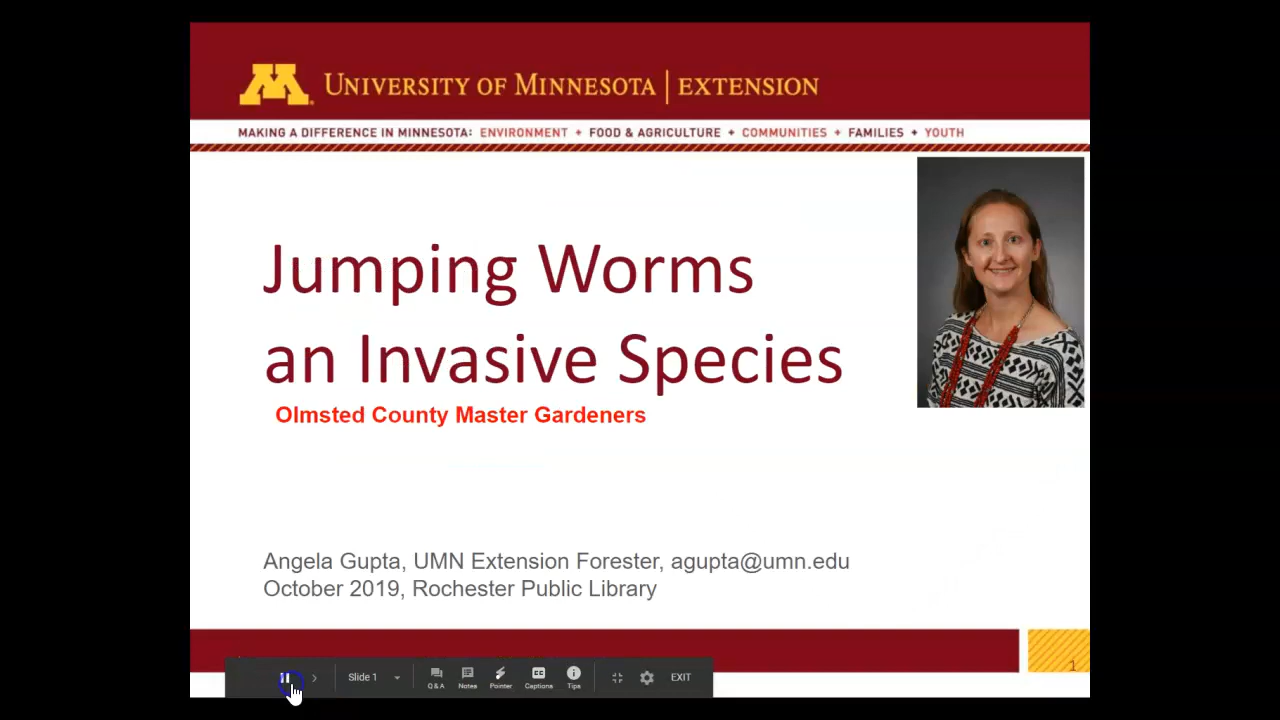 UNIVERSITY OF MINNESOTA | EXTENSION
MAKING A DIFFERENCE IN MINNESOTA: ENVIRONMENT + FOOD & AGRICULTURE + COMMUNITIES + FAMILIES + YOUTH
Jumping Worms
an Invasive Species
Olmsted County Master Gardeners
Angela Gupta, UMN Extension Forester, agupta@umn.edu
October 2019, Rochester Public Library
1
Slide 1
Q & A
Notes
Pointer
Captions
Tips
EXIT